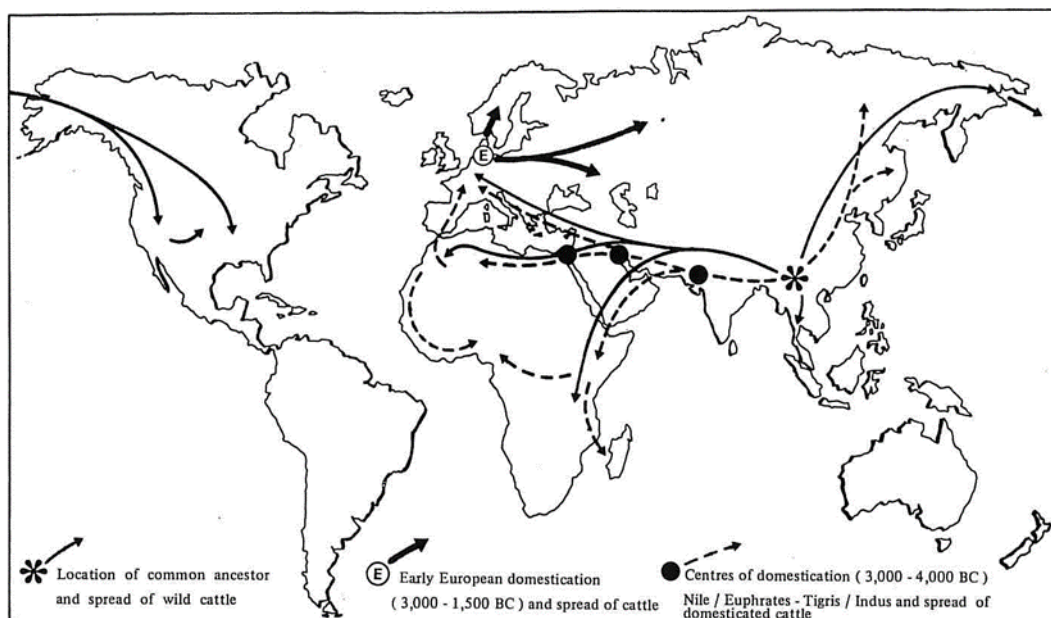 E
Location of common ancestor
and spread of wild cattle
E
Early European domestication
(3,000 - 1,500 BC) and spread of cattle
Centres of domestication (3,000 - 4,000 BC)
Nile / Euphrates - Tigris / Indus and spread of
domesticated cattle